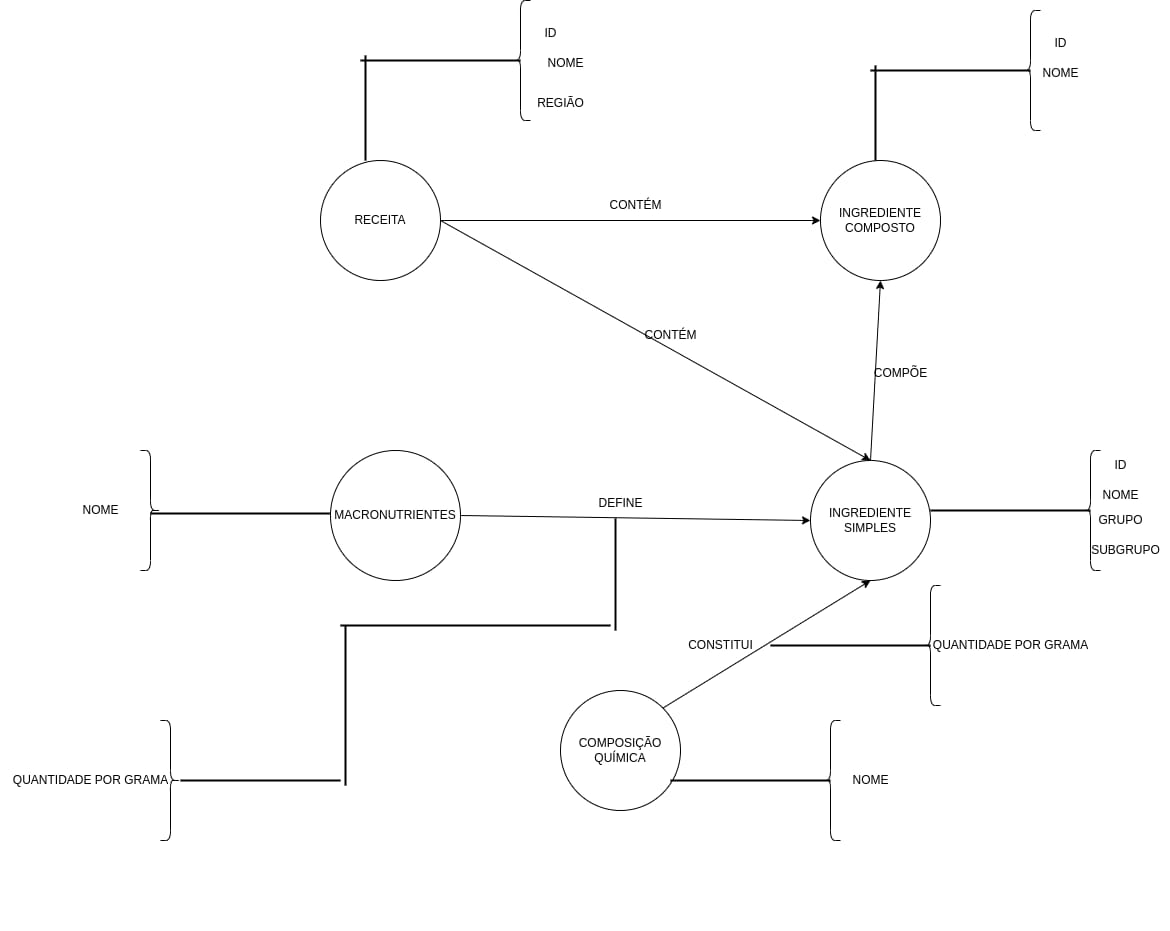 ID
NOME
REGIÃO
ID
NOME
RECEITA
CONTÉM
INGREDIENTE
COMPOSTO
CONTÉM
COMPÕE
NOME
MACRONUTRIENTES
DEFINE
INGREDIENTE
SIMPLES
ID
NOME
GRUPO
SUBGRUPO
CONSTITUI
QUANTIDADE POR GRAMA
COMPOSIÇÃO
QUÍMICA
NOME
QUANTIDADE POR GRAMA